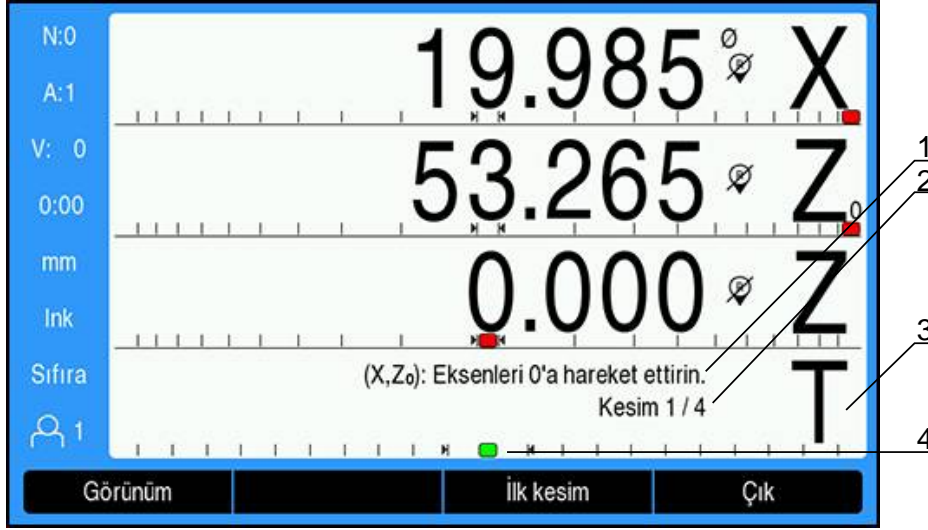 N:0
A:1
V: 0
0:00
mm
Ink
Sıfıra
1
19.985 Ø R X
53.265 R Z₀
0.000 R Z
(X,Z₀): Eksenleri 0'a hareket ettirin.
Kesim 1 / 4
T
1
2
3
4
Görünüm
İlk kesim
Çık